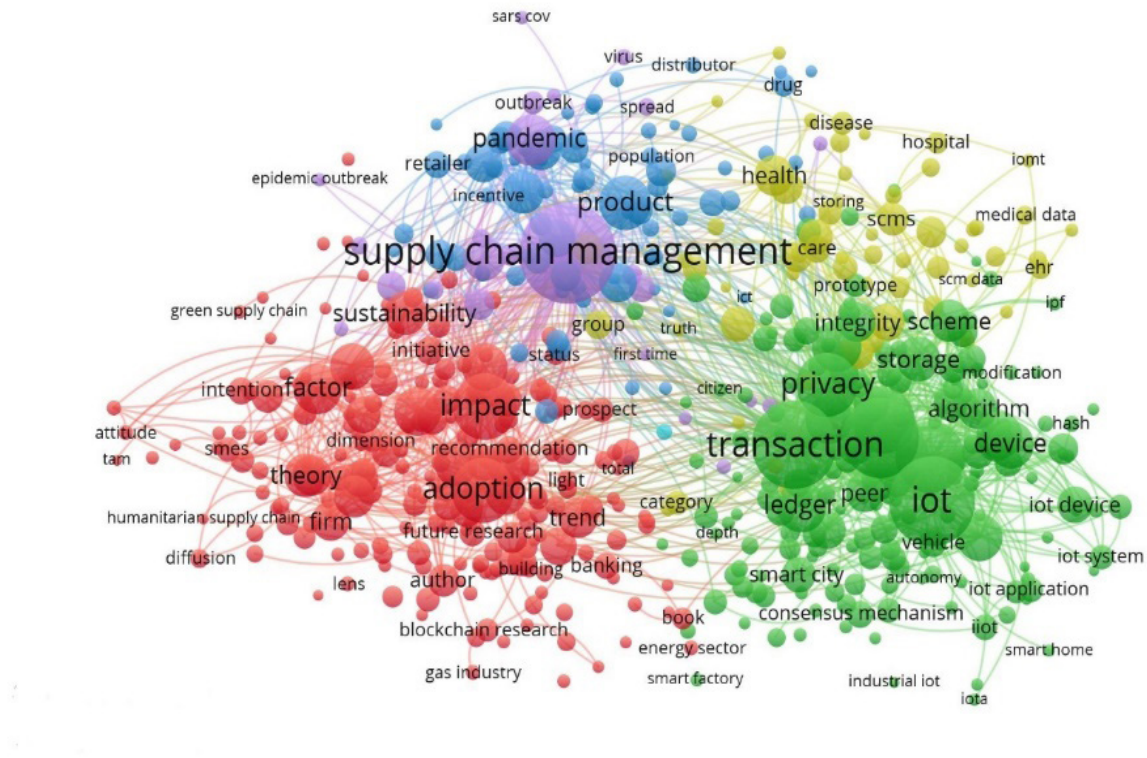 sars cov
virus
distributor
drug
outbreak
spread
disease
pandemic
hospital
retailer
population
iomt
epidemic outbreak
incentive
health
product
storing
scms
medical data
supply chain management
care
ehr
scm data
prototype
ict
ipf
green supply chain
sustainability
group
truth
integrity
scheme
initiative
status
first time
storage
modification
intention
factor
citizen
privacy
impact
prospect
algorithm
hash
attitude
dimension
recommendation
transaction
device
tam
smes
total
theory
light
adoption
category
ledger
peer
iot
iot device
humanitarian supply chain
firm
future research
trend
depth
vehicle
diffusion
building
banking
iot system
lens
author
smart city
autonomy
iot application
book
consensus mechanism
blockchain research
iiot
energy sector
smart home
gas industry
smart factory
industrial iot
iota